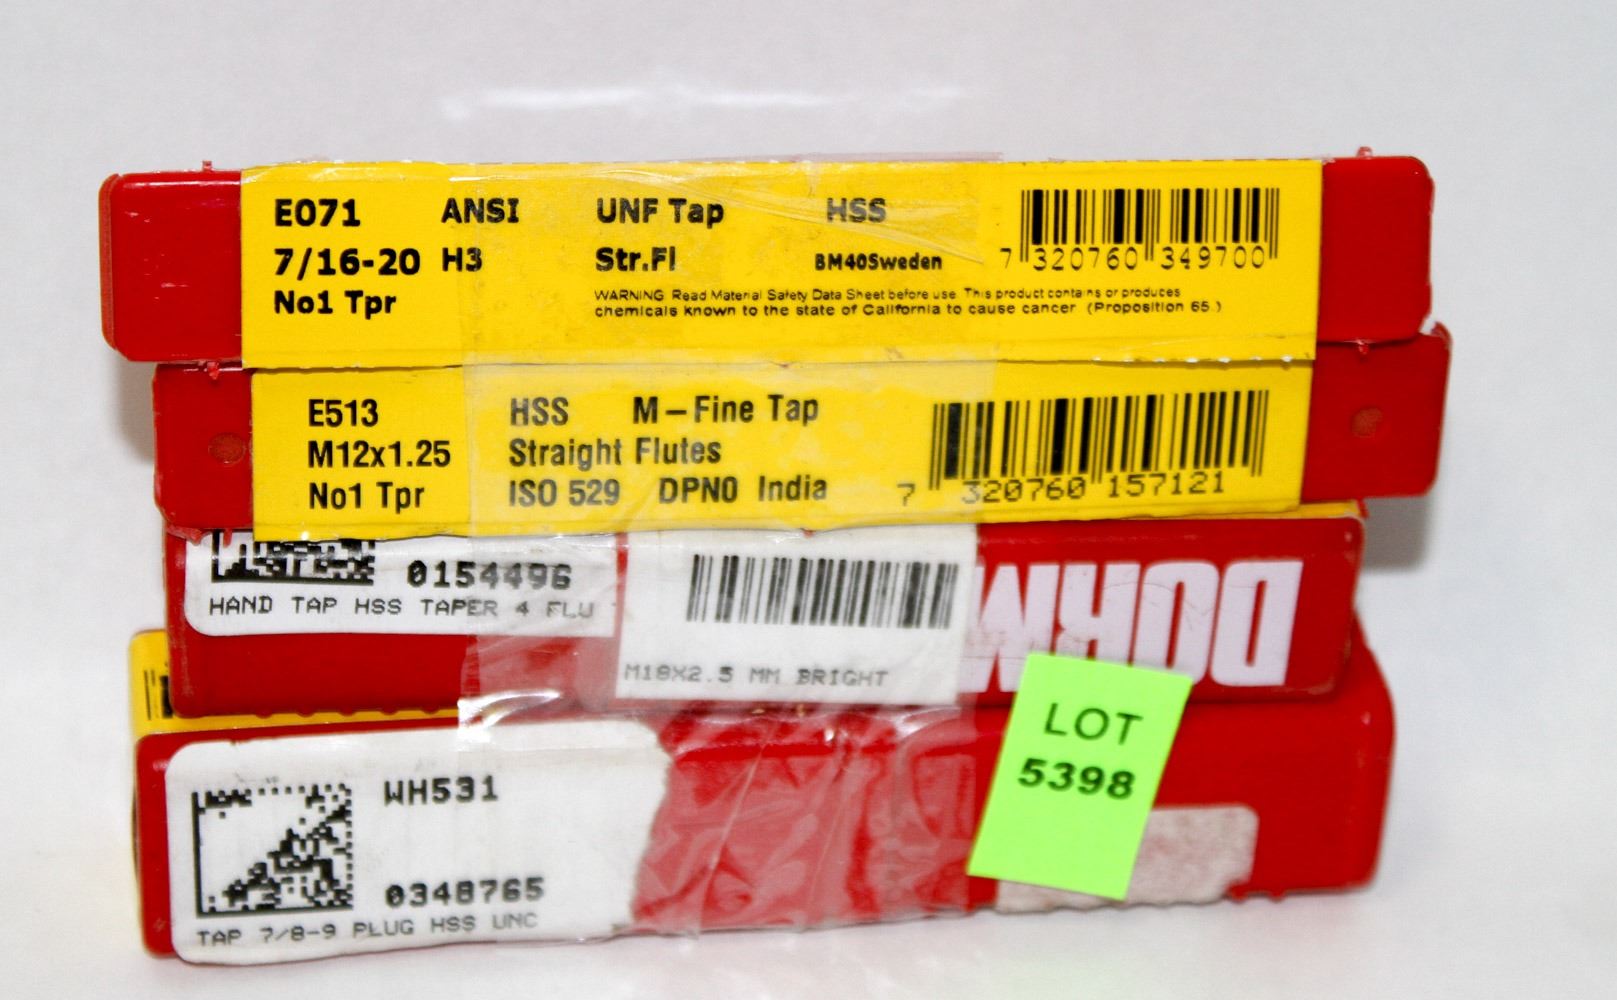 E071 ANSI UNF Tap HSS
7/16-20 H3 Str.Fl BM40Sweden
No1 Tpr
WARNING Read Material Safety Data Sheet before use. This product contains or produces
chemicals known to the state of California to cause cancer (Proposition 65.)
7 320760 349700
E513 HSS M-Fine Tap
M12x1.25 Straight Flutes
No1 Tpr ISO 529 DPN0 India
7 320760 157121
0154496
HAND TAP HSS TAPER 4 FLU
M18X2.5 MM BRIGHT
DORM
LOT
5398
WH531
0348765
TAP 7/8-9 PLUG HSS UNC